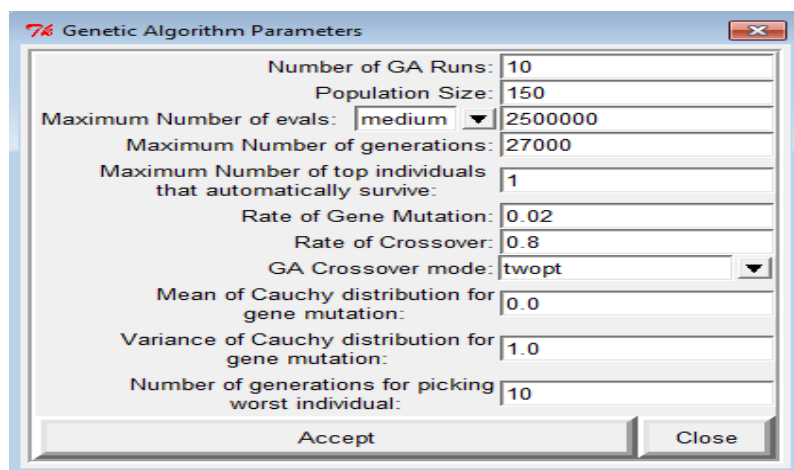 Genetic Algorithm Parameters
Number of GA Runs: 10
Population Size: 150
Maximum Number of evals: medium 2500000
Maximum Number of generations: 27000
Maximum Number of top individuals
that automatically survive: 1
Rate of Gene Mutation: 0.02
Rate of Crossover: 0.8
GA Crossover mode: twopt
Mean of Cauchy distribution for
gene mutation: 0.0
Variance of Cauchy distribution for
gene mutation: 1.0
Number of generations for picking
worst individual: 10
Accept Close